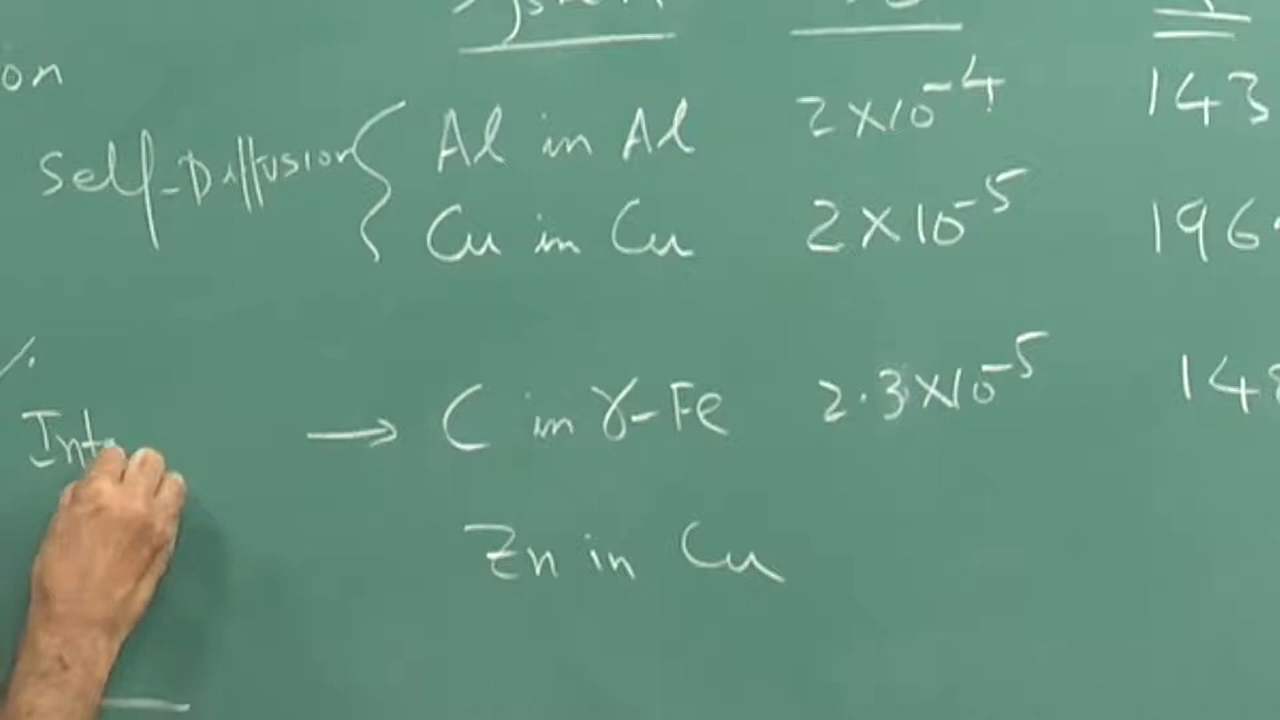 on
Self-Diffusion { Al in Al 2×10⁻⁴ 143
Cu in Cu 2×10⁻⁵ 196
Int → C in γ-Fe 2.3×10⁻⁵ 148
Zn in Cu